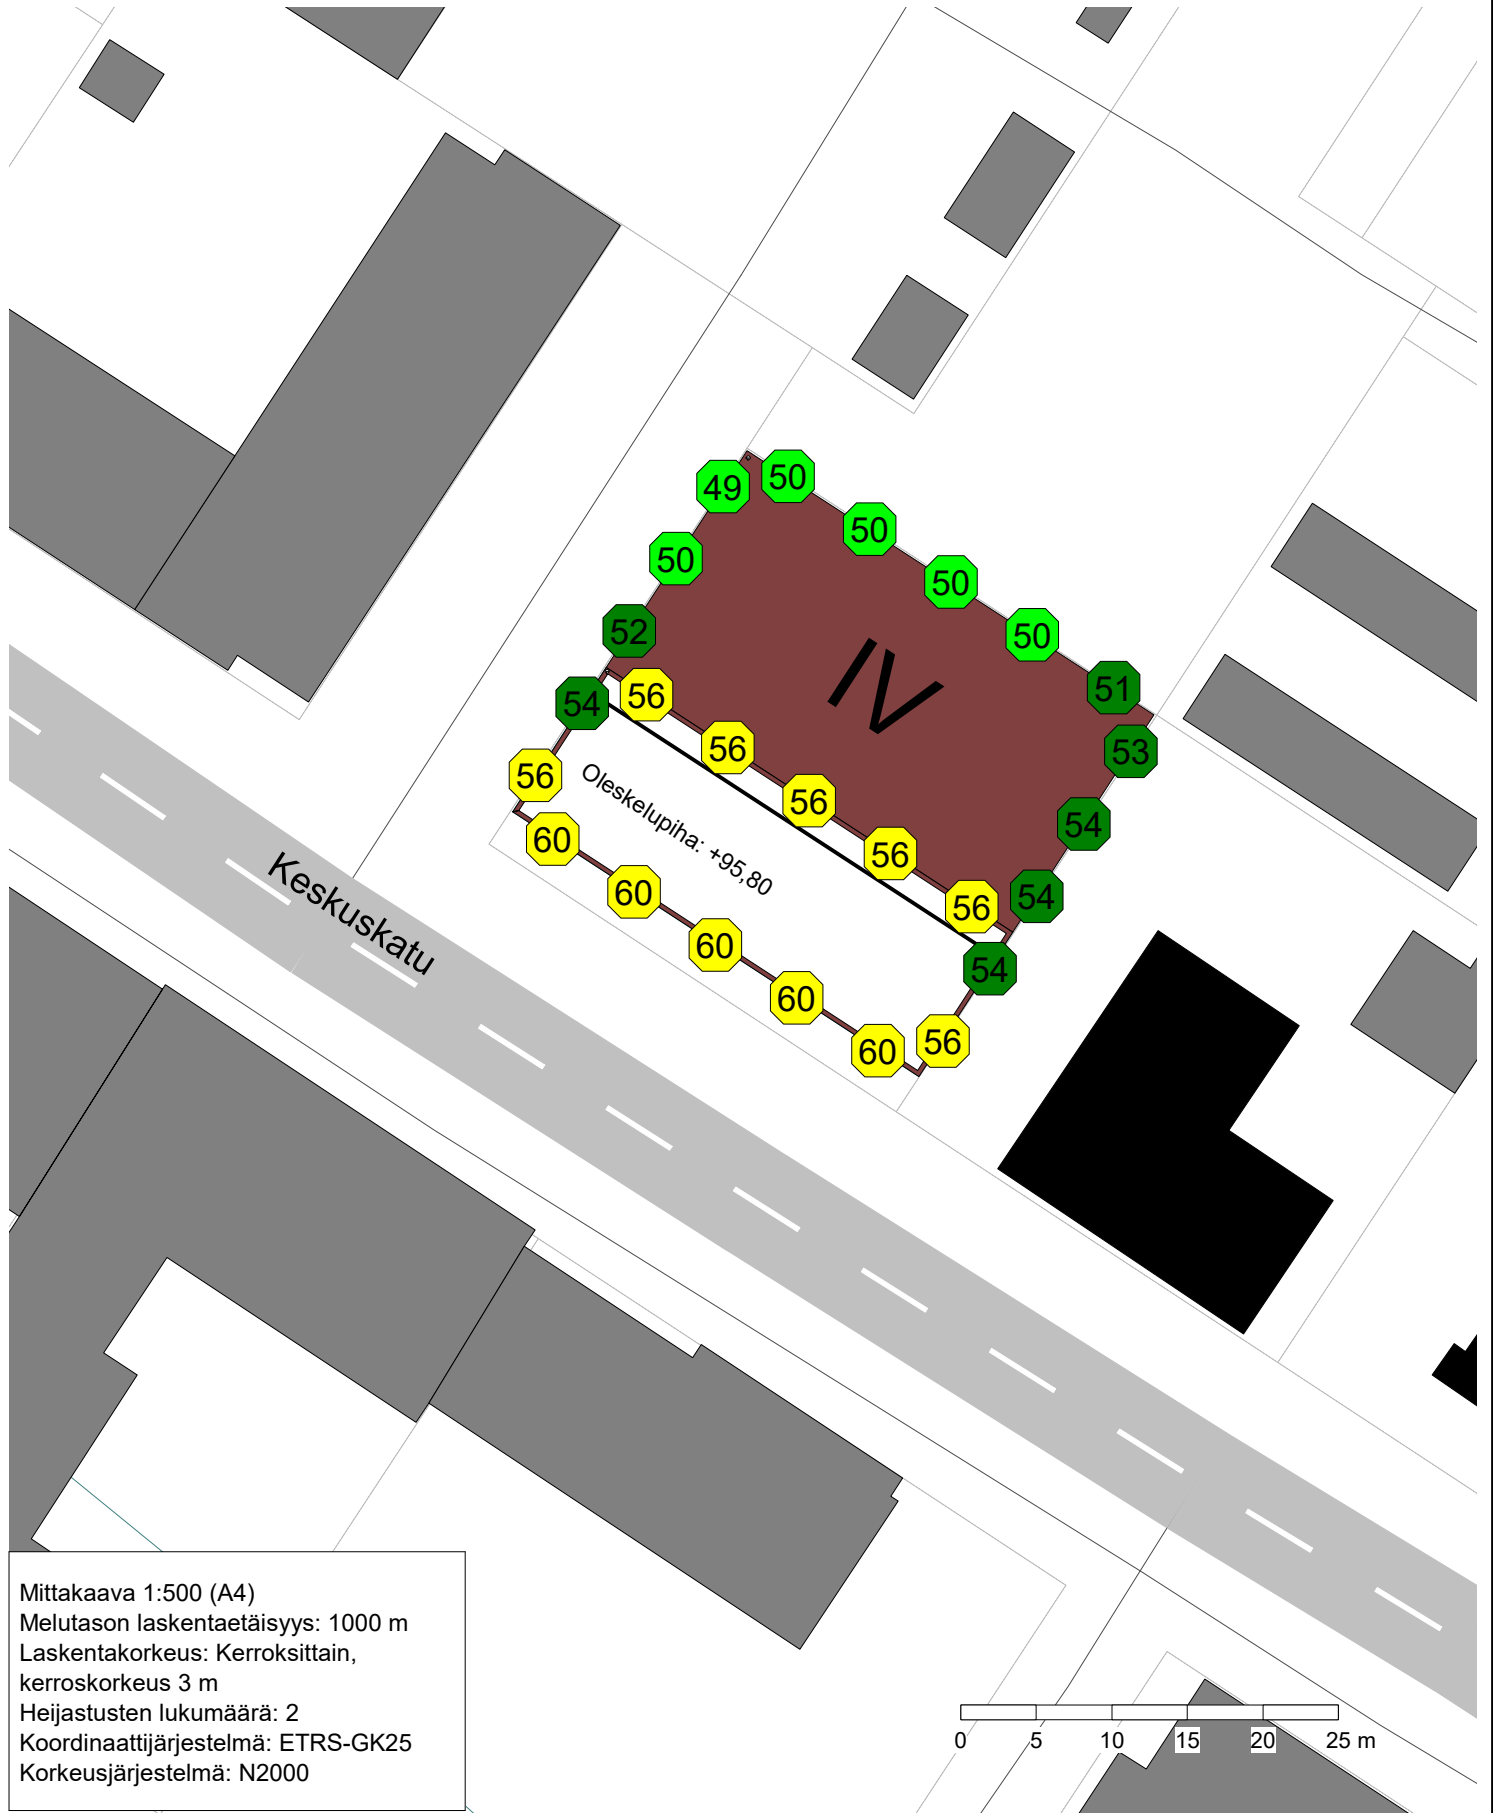 49
50
50
50
50
50
52
51
53
54
56
56
56
56
56
56
54
54
54
56
60
60
60
60
60
IV
Oleskelupiha: +95,80
Keskuskatu
Mittakaava 1:500 (A4)
Melutason laskentaetäisyys: 1000 m
Laskentakorkeus: Kerroksittain,
kerroskorkeus 3 m
Heijastusten lukumäärä: 2
Koordinaattijärjestelmä: ETRS-GK25
Korkeusjärjestelmä: N2000
0 5 10 15 20 25 m